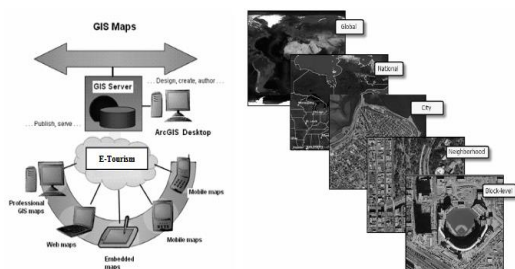 GIS Maps
... Design, create, author ...
GIS Server
... Publish, serve ...
ArcGIS Desktop
E-Tourism
Mobile maps
Professional
GIS maps
Web maps
Mobile maps
Embedded
maps
Global
National
City
Neighborhood
Block-level